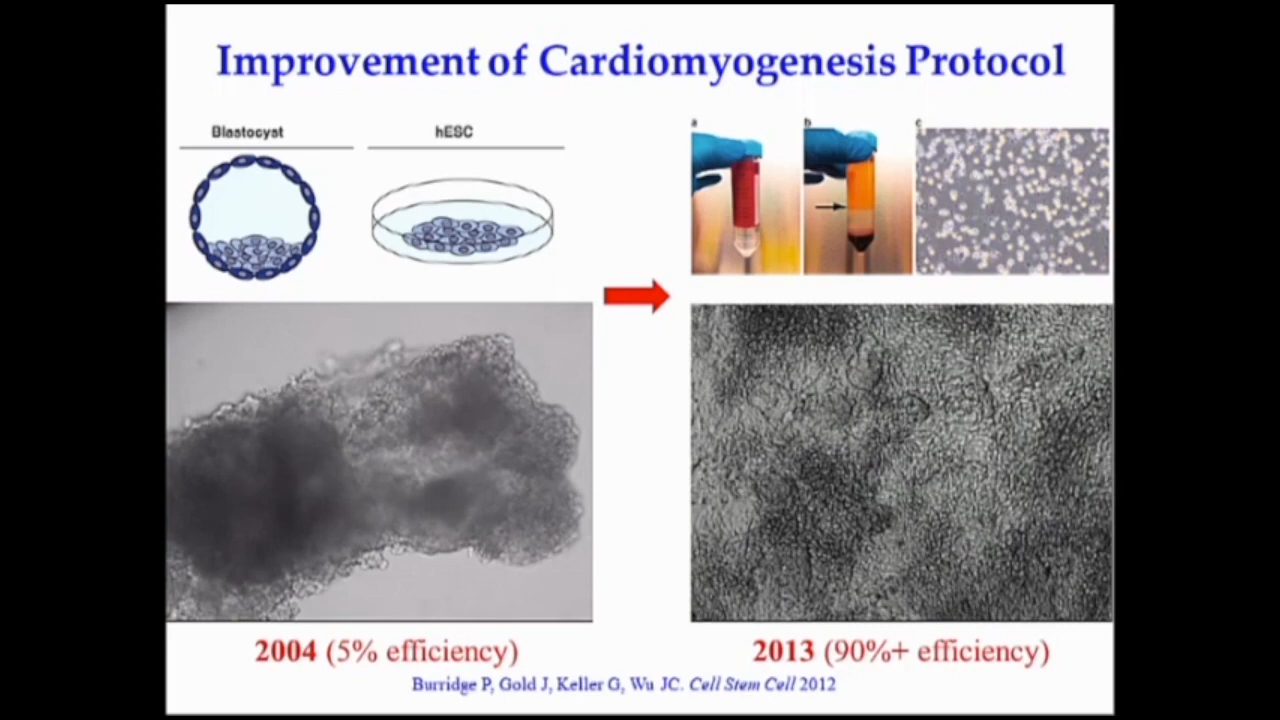 Improvement of Cardiomyogenesis Protocol
Blastocyst
hESC
a
b
c
2004 (5% efficiency)
2013 (90%+ efficiency)
Burridge P, Gold J, Keller G, Wu JC. Cell Stem Cell 2012